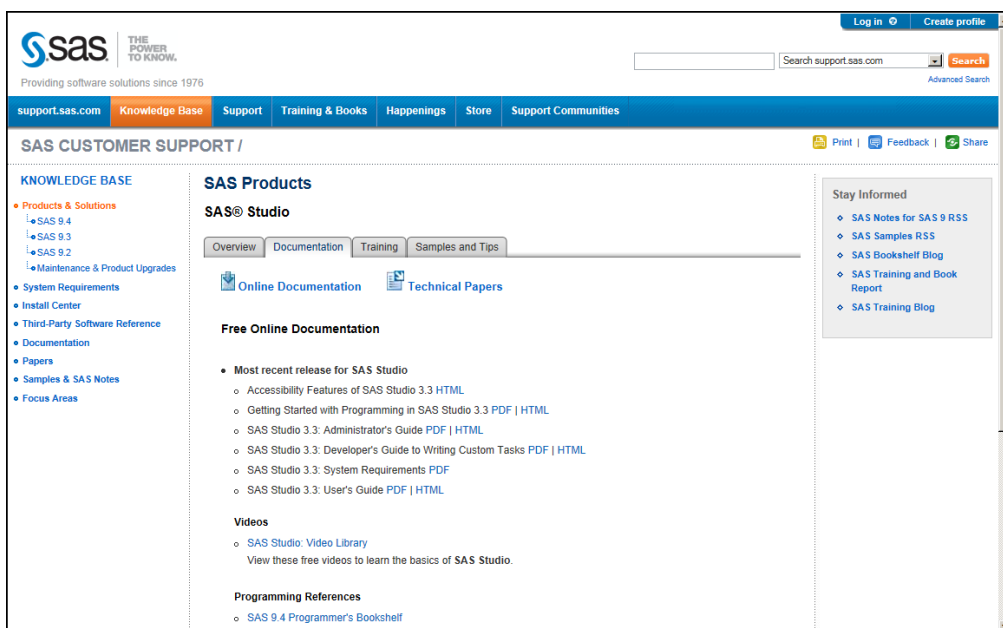 Log in Create profile
Ssas THE POWER TO KNOW.
Providing software solutions since 1976
Search support.sas.com Search
Advanced Search
support.sas.com Knowledge Base Support Training & Books Happenings Store Support Communities
SAS CUSTOMER SUPPORT /
Print | Feedback | Share
KNOWLEDGE BASE
Products & Solutions
SAS 9.4
SAS 9.3
SAS 9.2
Maintenance & Product Upgrades
System Requirements
Install Center
Third-Party Software Reference
Documentation
Papers
Samples & SAS Notes
Focus Areas
SAS Products
SAS® Studio
Overview Documentation Training Samples and Tips
Online Documentation Technical Papers
Free Online Documentation
Most recent release for SAS Studio
Accessibility Features of SAS Studio 3.3 HTML
Getting Started with Programming in SAS Studio 3.3 PDF | HTML
SAS Studio 3.3: Administrator's Guide PDF | HTML
SAS Studio 3.3: Developer's Guide to Writing Custom Tasks PDF | HTML
SAS Studio 3.3: System Requirements PDF
SAS Studio 3.3: User's Guide PDF | HTML
Videos
SAS Studio: Video Library
View these free videos to learn the basics of SAS Studio.
Programming References
SAS 9.4 Programmer's Bookshelf
Stay Informed
SAS Notes for SAS 9 RSS
SAS Samples RSS
SAS Bookshelf Blog
SAS Training and Book
Report
SAS Training Blog